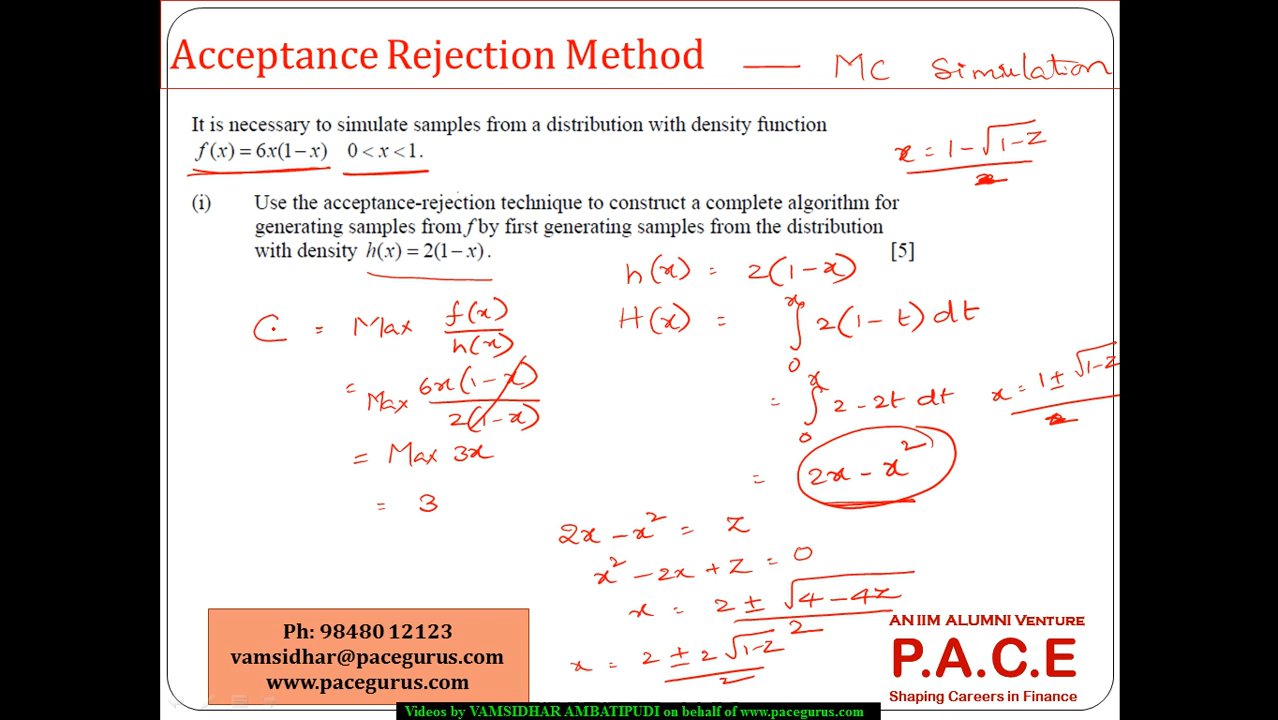 Acceptance Rejection Method — MC Simulation
It is necessary to simulate samples from a distribution with density function
f(x) = 6x(1−x) 0 < x < 1.
x = 1 − √1−z
(i) Use the acceptance-rejection technique to construct a complete algorithm for
generating samples from f by first generating samples from the distribution
with density h(x) = 2(1−x). [5]
C = Max f(x)/h(x)
= Max 6x(1−x)/2(1−x)
= Max 3x
= 3
h(x) = 2(1−x)
H(x) = ∫₀ˣ 2(1−t)dt
= ∫₀ˣ 2−2t dt
= 2x − x²
x = 1 ± √1−z
2x − x² = z
x² − 2x + z = 0
x = 2 ± √4−4z / 2
x = 2 ± 2√1−z / 2
Ph: 98480 12123
vamsidhar@pacegurus.com
www.pacegurus.com
AN IIM ALUMNI VENTURE
P.A.C.E
Shaping Careers in Finance
Videos by VAMSIDHAR AMBATIPUDI on behalf of www.pacegurus.com